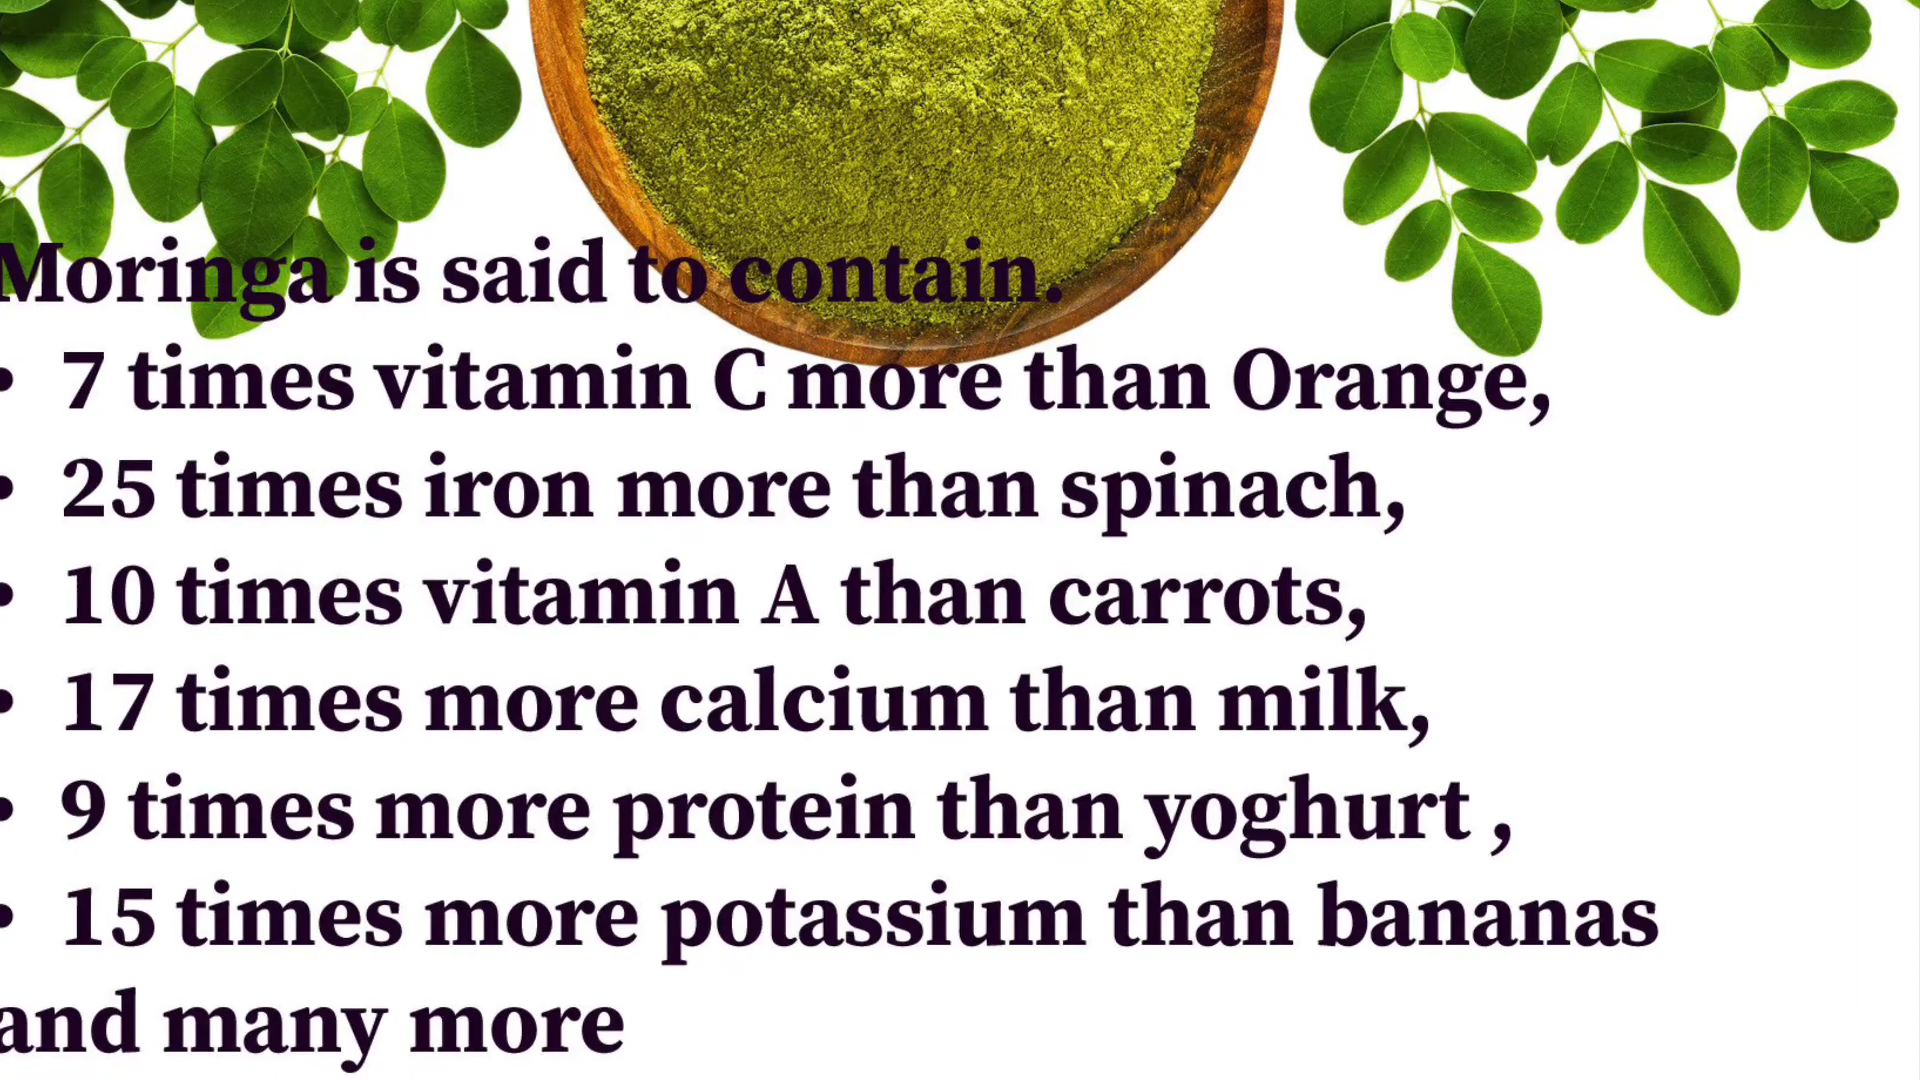 Moringa is said to contain.
• 7 times vitamin C more than Orange,
• 25 times iron more than spinach,
• 10 times vitamin A than carrots,
• 17 times more calcium than milk,
• 9 times more protein than yoghurt ,
• 15 times more potassium than bananas
and many more